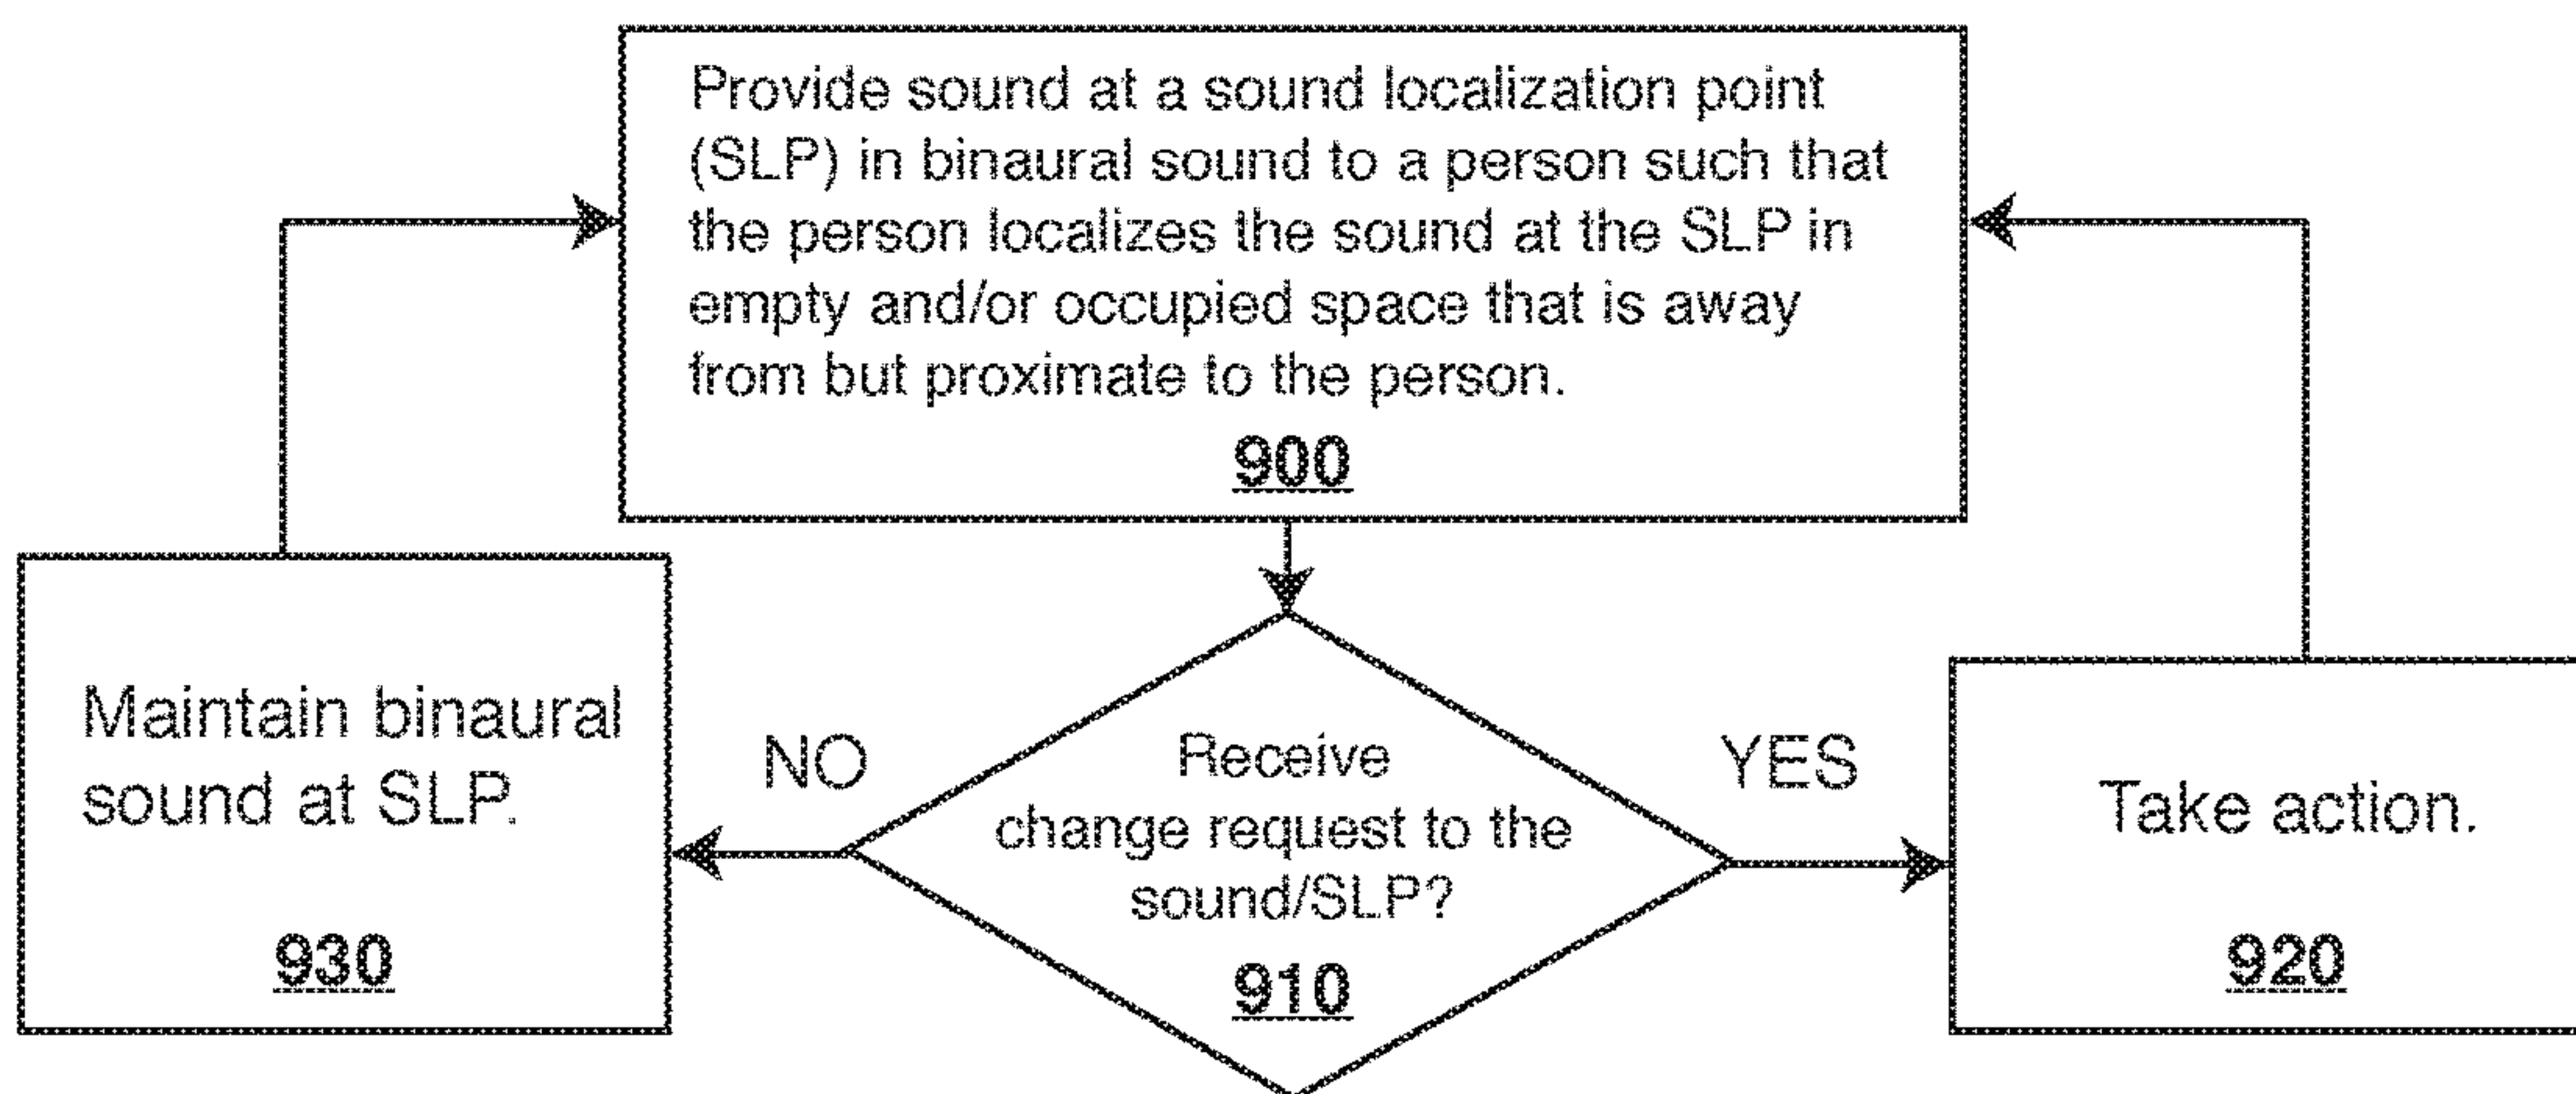 Provide sound at a sound localization point
(SLP) in binaural sound to a person such that
the person localizes the sound at the SLP in
empty and/or occupied space that is away
from but proximate to the person.
900
Maintain binaural
sound at SLP.
930
NO
Receive
change request to the
sound/SLP?
910
YES
Take action.
920